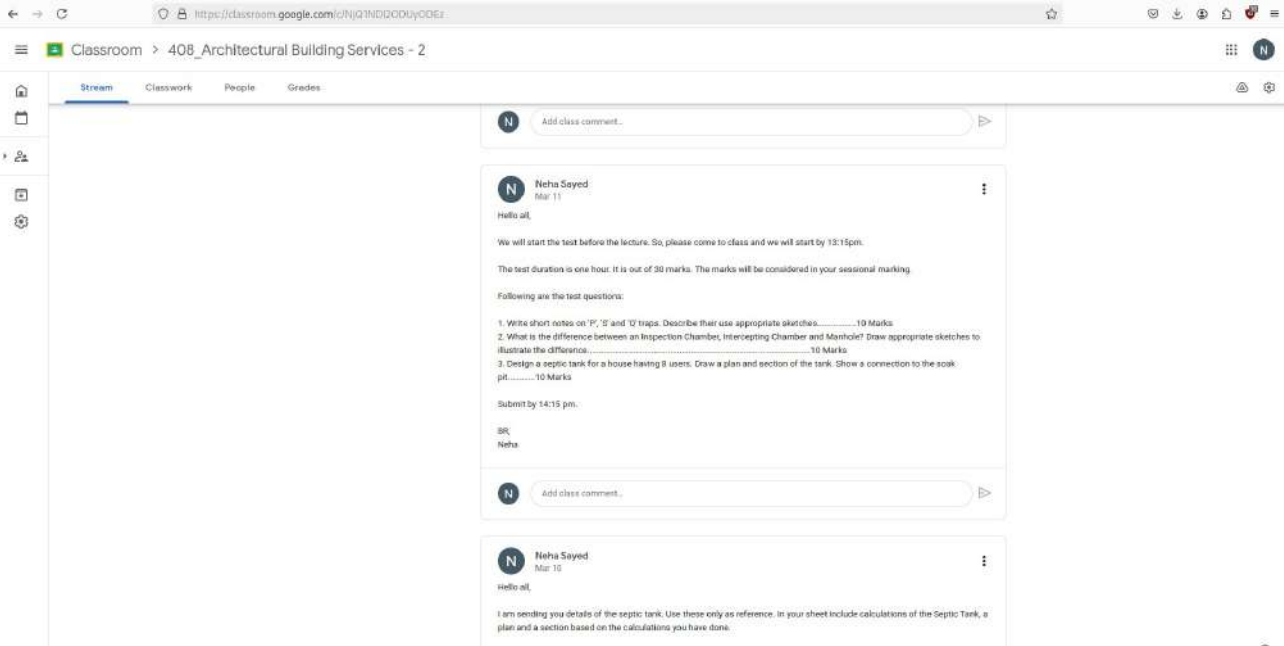 https://classroom.google.com/c/NjQ1NDI2ODUyODEz
Classroom > 408_Architectural Building Services - 2
N
Stream Classwork People Grades
N Add class comment...
N Neha Sayed
Mar 11
Hello all,
We will start the test before the lecture. So, please come to class and we will start by 13:15pm.
The test duration is one hour. It is out of 30 marks. The marks will be considered in your sessional marking.
Following are the test questions:
1. Write short notes on 'P', 'S' and 'Q' traps. Describe their use appropriate sketches..................10 Marks
2. What is the difference between an Inspection Chamber, Intercepting Chamber and Manhole? Draw appropriate sketches to
illustrate the difference....................................................................................................10 Marks
3. Design a septic tank for a house having 8 users. Draw a plan and section of the tank. Show a connection to the soak
pit............10 Marks
Submit by 14:15 pm.
BR,
Neha
N Add class comment...
N Neha Sayed
Mar 10
Hello all,
I am sending you details of the septic tank. Use these only as reference. In your sheet include calculations of the Septic Tank, a
plan and a section based on the calculations you have done.